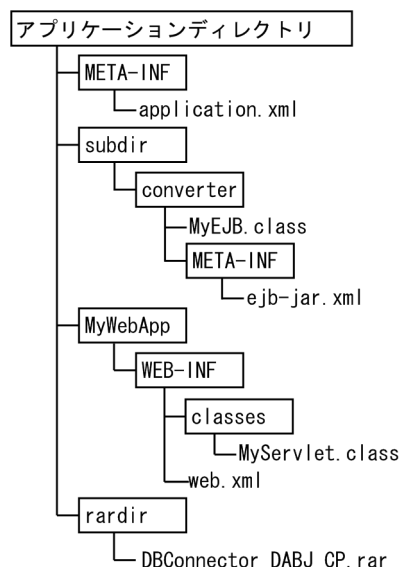 アプリケーションディレクトリ
META-INF
application.xml
subdir
converter
MyEJB.class
META-INF
ejb-jar.xml
MyWebApp
WEB-INF
classes
MyServlet.class
web.xml
rardir
DBConnector_DABJ_CP.rar